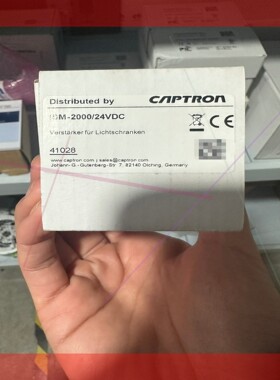 Distributed by CAPTRON
IDM-2000/24VDC
Verstärker für Lichtschranken
41028
CE
www.captron.com | sales@captron.com
Johann-G.-Gutenberg-Str. 7, 82140 Olching, Germany